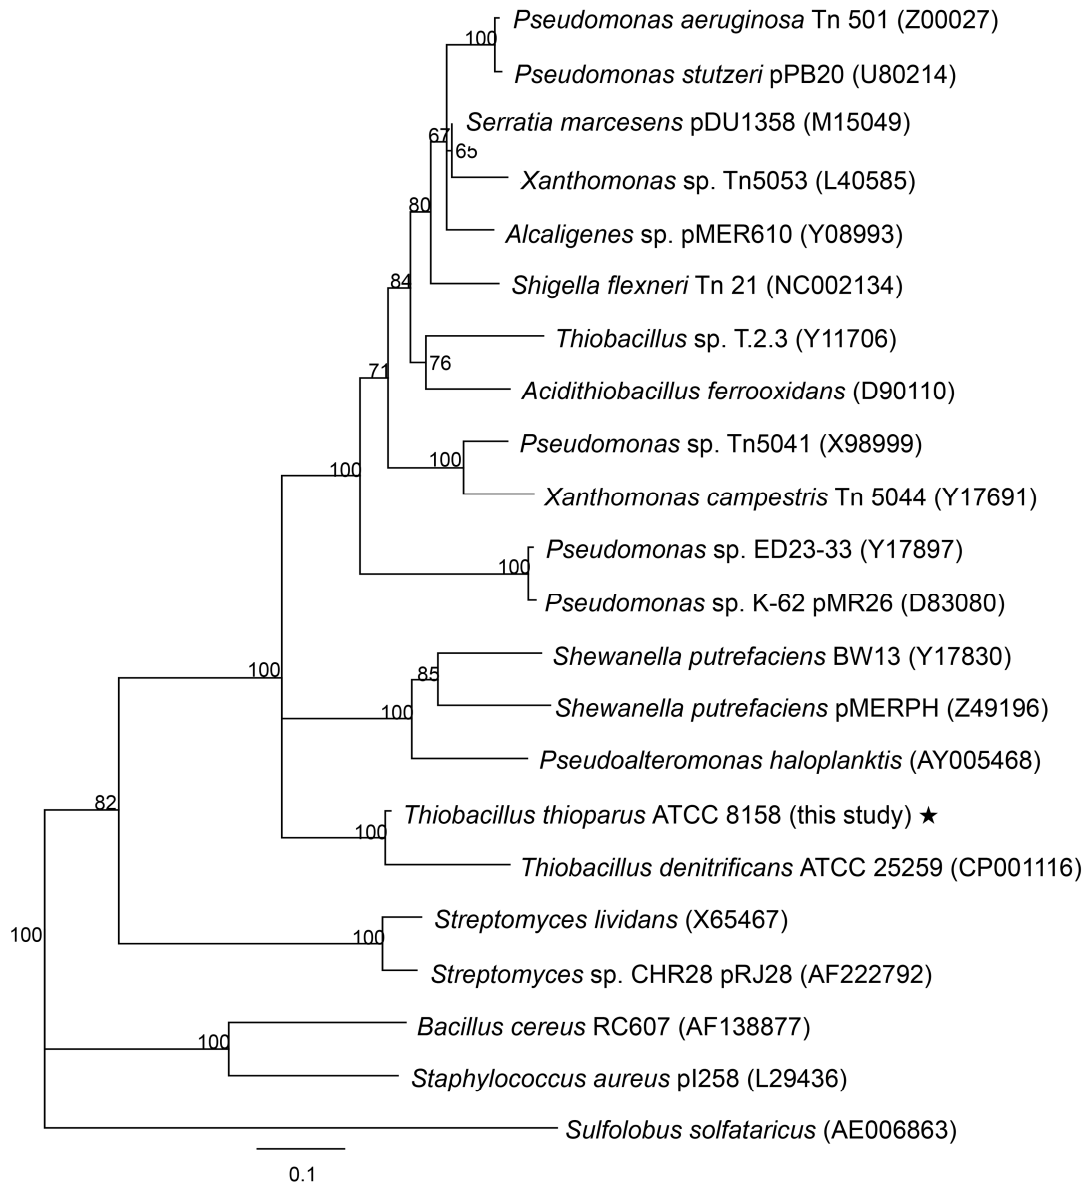 Pseudomonas aeruginosa Tn 501 (Z00027)
100
Pseudomonas stutzeri pPB20 (U80214)
Serratia marcesens pDU1358 (M15049)
67
65
Xanthomonas sp. Tn5053 (L40585)
80
Alcaligenes sp. pMER610 (Y08993)
84
Shigella flexneri Tn 21 (NC002134)
Thiobacillus sp. T.2.3 (Y11706)
76
71
Acidithiobacillus ferrooxidans (D90110)
Pseudomonas sp. Tn5041 (X98999)
100
100
Xanthomonas campestris Tn 5044 (Y17691)
Pseudomonas sp. ED23-33 (Y17897)
100
Pseudomonas sp. K-62 pMR26 (D83080)
Shewanella putrefaciens BW13 (Y17830)
100
85
Shewanella putrefaciens pMERPH (Z49196)
100
Pseudoalteromonas haloplanktis (AY005468)
82
Thiobacillus thioparus ATCC 8158 (this study) ★
100
Thiobacillus denitrificans ATCC 25259 (CP001116)
Streptomyces lividans (X65467)
100
100
Streptomyces sp. CHR28 pRJ28 (AF222792)
Bacillus cereus RC607 (AF138877)
100
Staphylococcus aureus pI258 (L29436)
Sulfolobus solfataricus (AE006863)
0.1